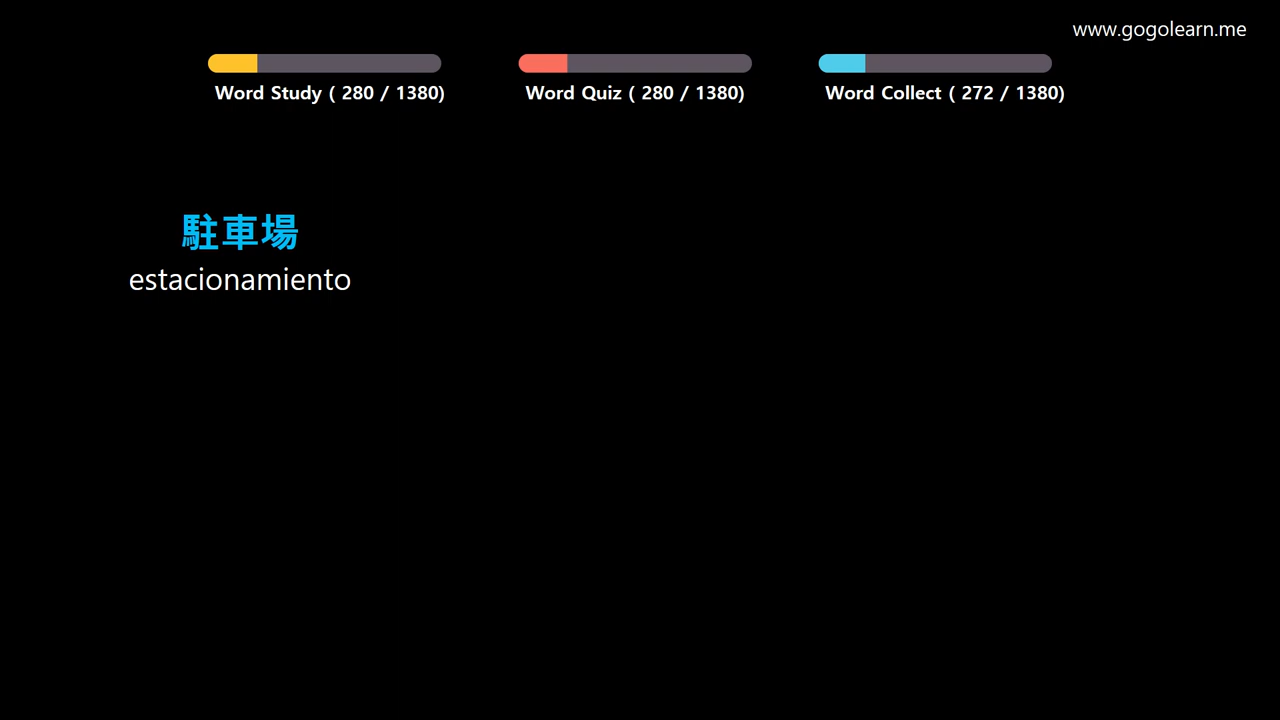 www.gogolearn.me
Word Study ( 280 / 1380)
Word Quiz ( 280 / 1380)
Word Collect ( 272 / 1380)
駐車場
estacionamiento